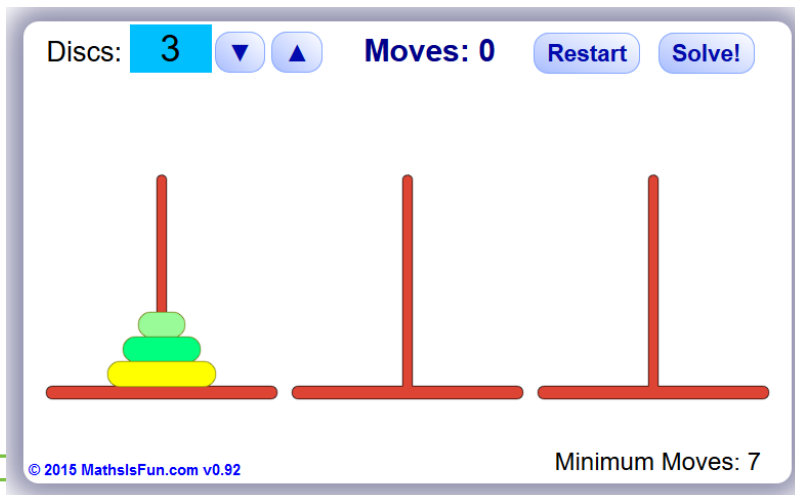 Discs: 3 ▼ ▲ Moves: 0 Restart Solve!
© 2015 MathsIsFun.com v0.92
Minimum Moves: 7